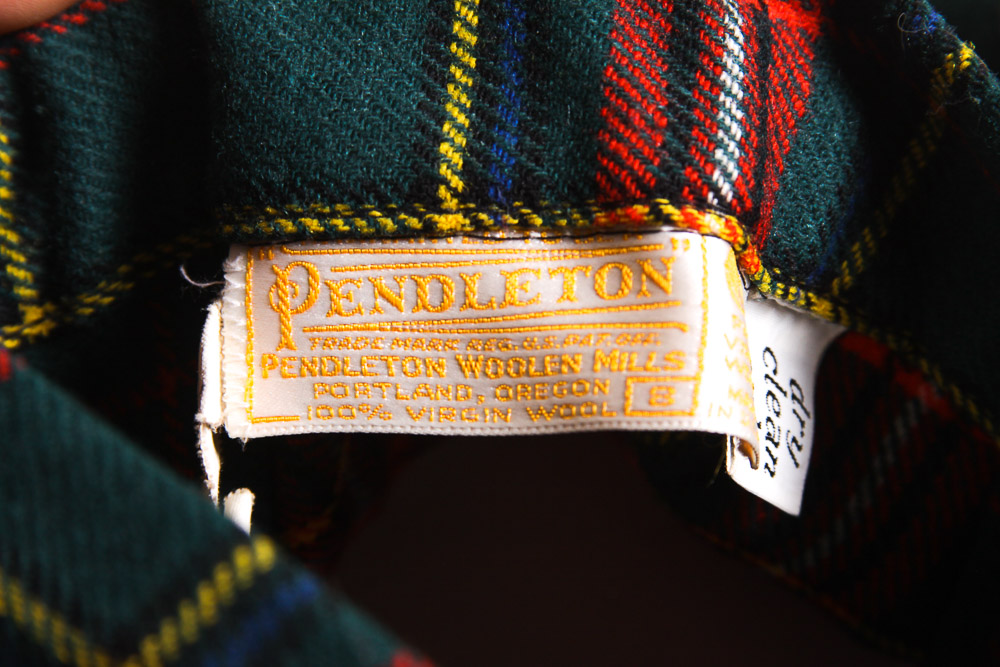 "PENDLETON"
TRADE MARK REG. U.S. PAT. OFF.
PENDLETON WOOLEN MILLS
PORTLAND, OREGON
100% VIRGIN WOOL 8
dry
clean